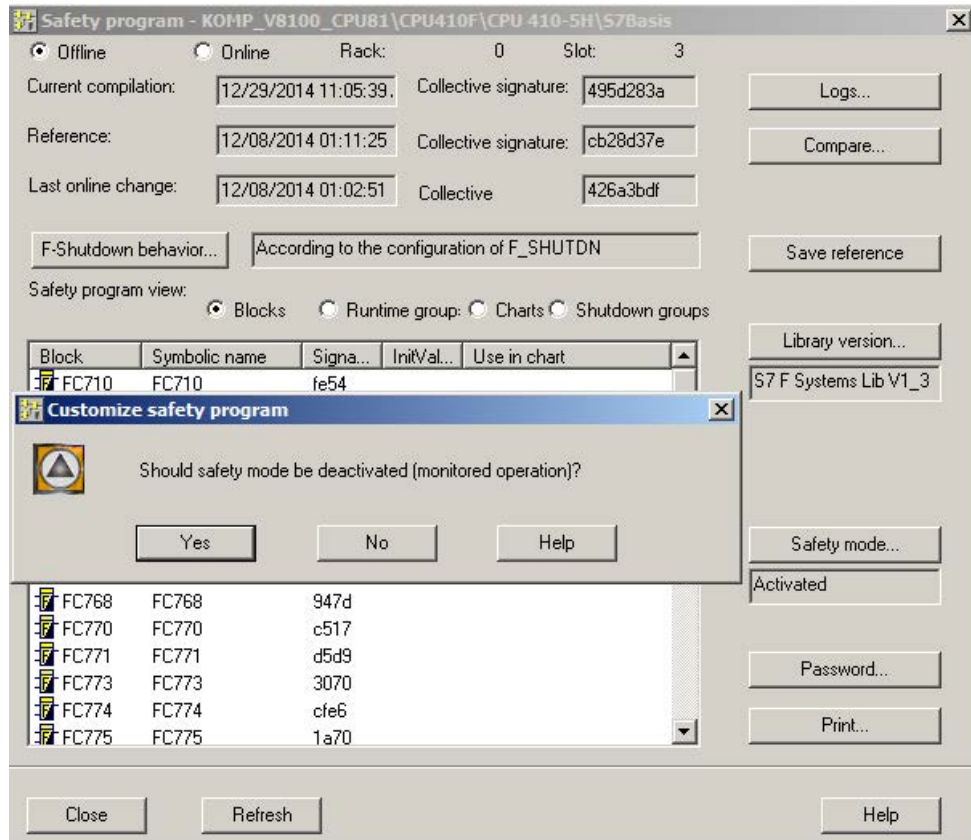 Safety program - KOMP_V8100_CPU81\CPU410F\CPU 410-5H\S7Basis
Offline Online Rack: 0 Slot: 3
Current compilation: 12/29/2014 11:05:39. Collective signature: 495d283a Logs...
Reference: 12/08/2014 01:11:25 Collective signature: cb28d37e Compare...
Last online change: 12/08/2014 01:02:51 Collective 426a3bdf
F-Shutdown behavior... According to the configuration of F_SHUTDN Save reference
Safety program view:
Blocks Runtime group: Charts Shutdown groups
Library version...
Block Symbolic name Signa... InitVal... Use in chart
FC710 FC710 fe54 S7 F Systems Lib V1_3
Customize safety program
Should safety mode be deactivated (monitored operation)?
Yes No Help Safety mode...
Activated
FC768 FC768 947d
FC770 FC770 c517
FC771 FC771 d5d9
FC773 FC773 3070 Password...
FC774 FC774 cfe6
FC775 FC775 1a70 Print...
Close Refresh Help